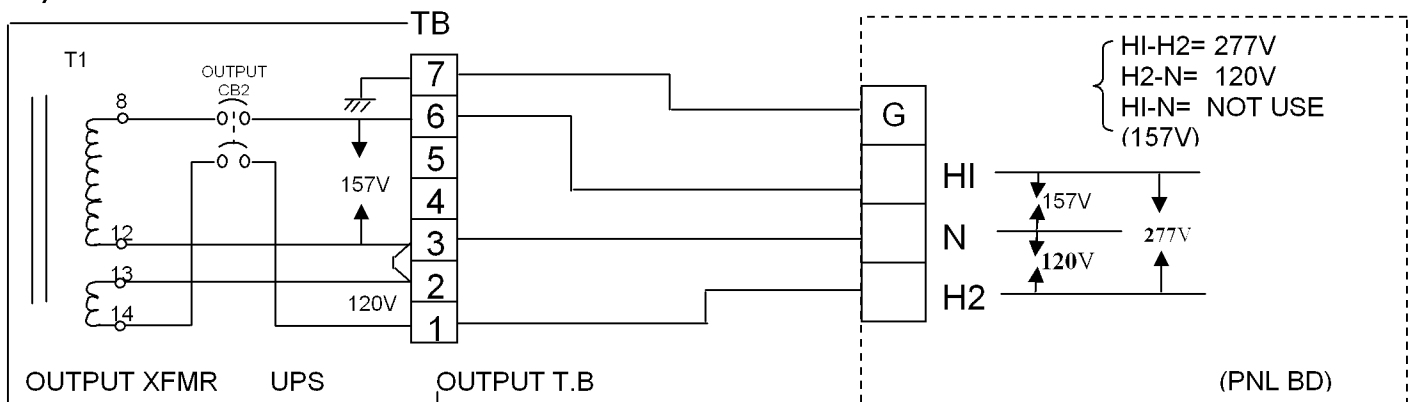 TB
T1
OUTPUT
CB2
8
12
13
14
157V
120V
7
6
5
4
3
2
1
OUTPUT XFMR
UPS
OUTPUT T.B
G
HI
N
H2
HI-H2= 277V
H2-N= 120V
HI-N= NOT USE
(157V)
157V
120V
277V
(PNL BD)